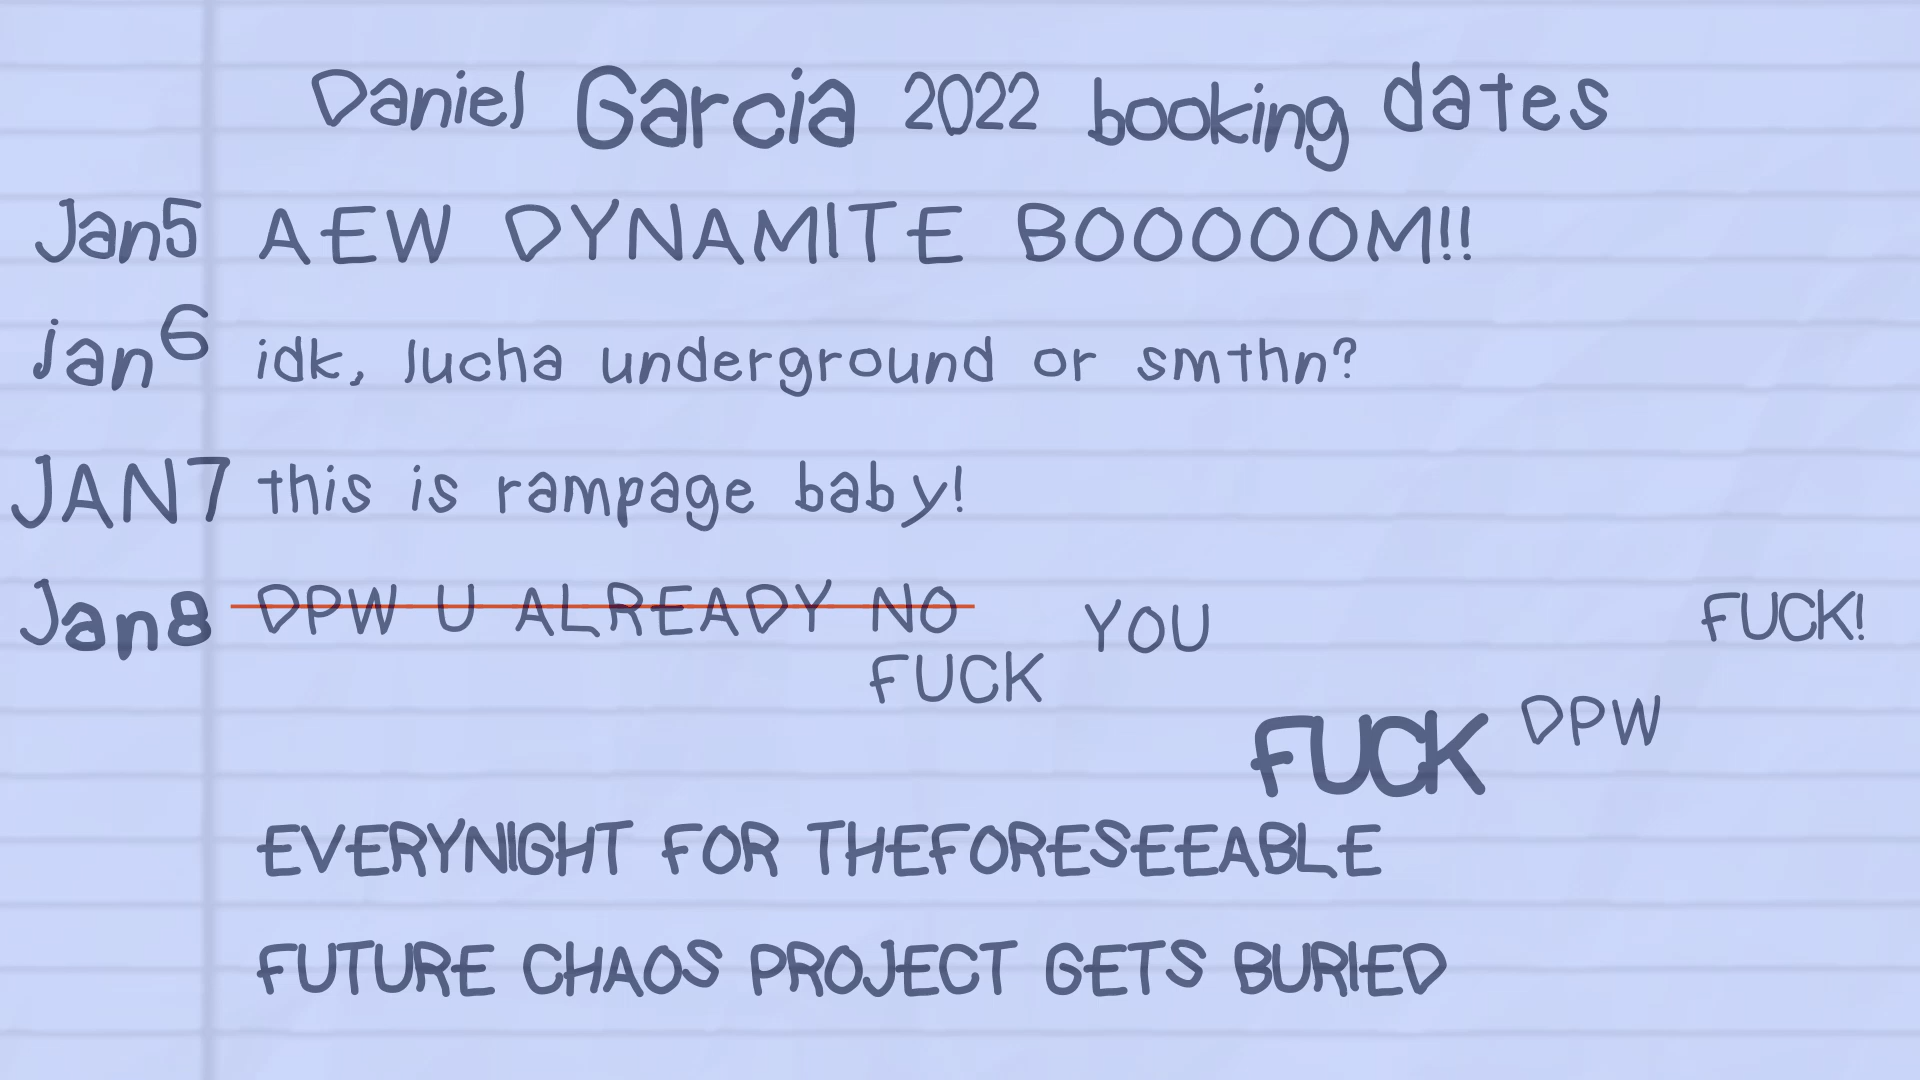 Daniel Garcia 2022 booking dates
Jan5 AEW DYNAMITE BOOOOOM!!
jan6 idk, lucha underground or smthn?
JAN7 this is rampage baby!
Jan8 DPW U ALREADY NO YOU FUCK!
FUCK
FUCK DPW
EVERYNIGHT FOR THEFORESEEABLE
FUTURE CHAOS PROJECT GETS BURIED